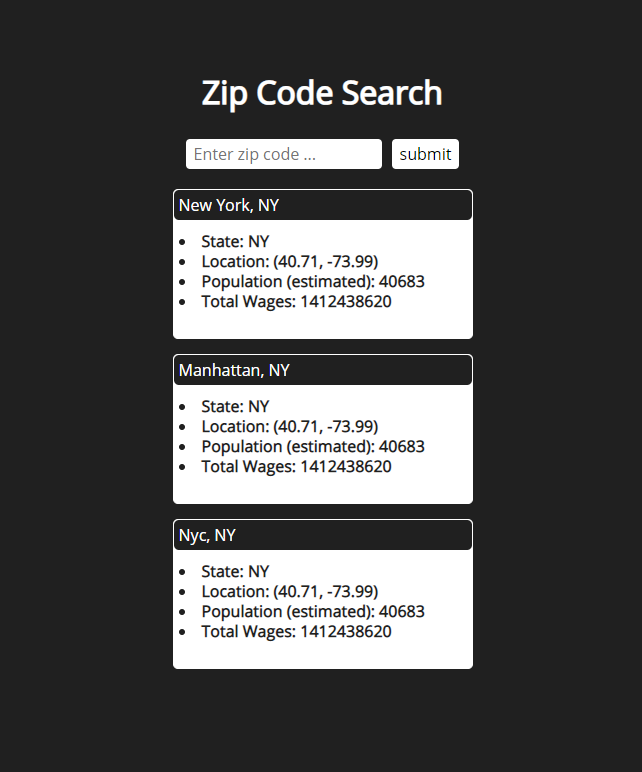 Zip Code Search
Enter zip code ...
submit
New York, NY
State: NY
Location: (40.71, -73.99)
Population (estimated): 40683
Total Wages: 1412438620
Manhattan, NY
State: NY
Location: (40.71, -73.99)
Population (estimated): 40683
Total Wages: 1412438620
Nyc, NY
State: NY
Location: (40.71, -73.99)
Population (estimated): 40683
Total Wages: 1412438620